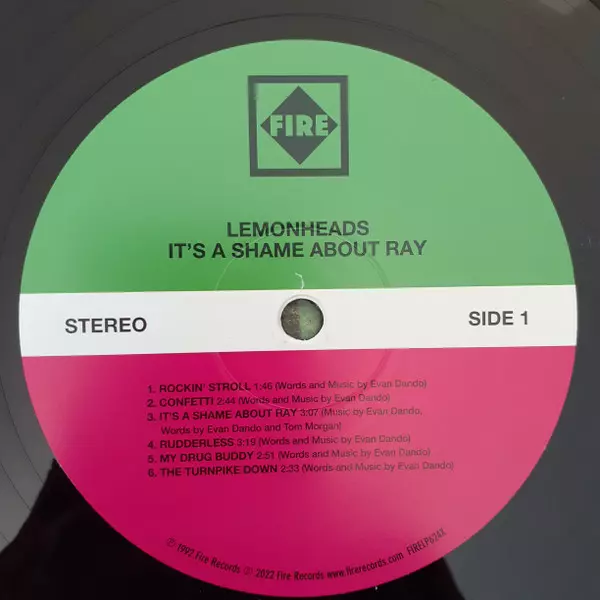 FIRE
LEMONHEADS
IT'S A SHAME ABOUT RAY
STEREO
SIDE 1
1. ROCKIN' STROLL 1:46 (Words and Music by Evan Dando)
2. CONFETTI 2:44 (Words and Music by Evan Dando)
3. IT'S A SHAME ABOUT RAY 3:07 (Music by Evan Dando,
Words by Evan Dando and Tom Morgan)
4. RUDDERLESS 3:19 (Words and Music by Evan Dando)
5. MY DRUG BUDDY 2:51 (Words and Music by Evan Dando)
6. THE TURNPIKE DOWN 2:33 (Words and Music by Evan Dando)
℗ 1992 Fire Records © 2022 Fire Records www.firerecords.com FIRELP624X